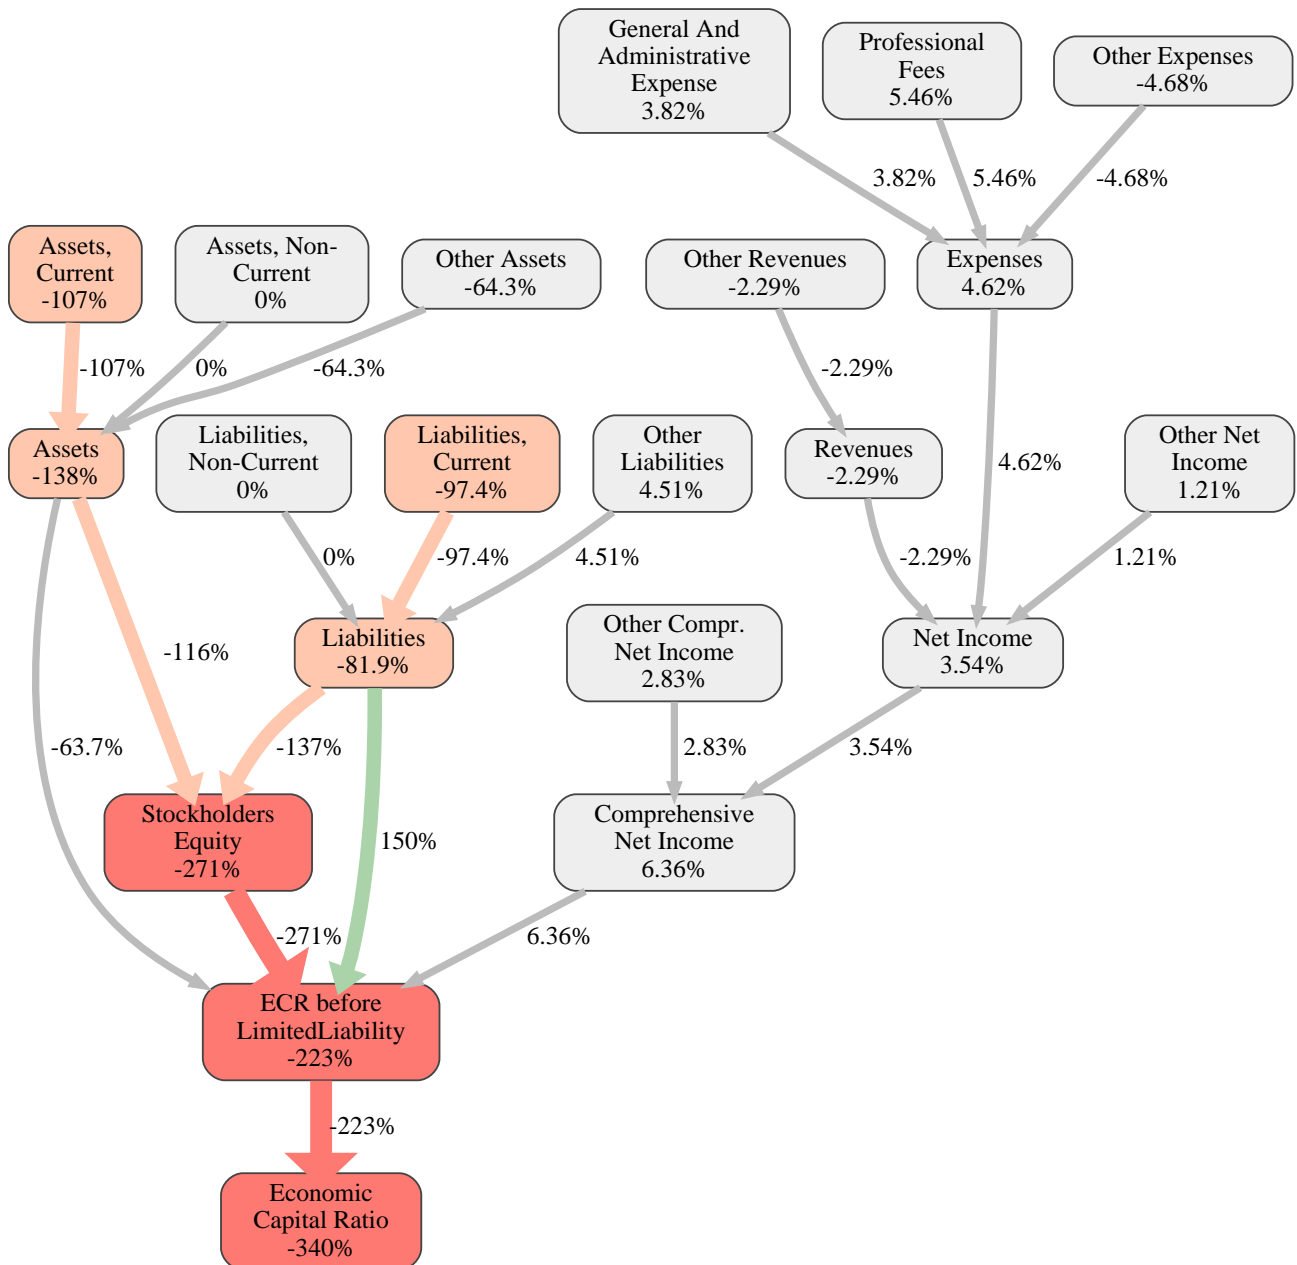 General And
Administrative
Expense
3.82%
Professional
Fees
5.46%
Other Expenses
-4.68%
3.82%
5.46%
-4.68%
Assets,
Current
-107%
Assets, Non-
Current
0%
Other Assets
-64.3%
Other Revenues
-2.29%
Expenses
4.62%
-107%
0%
-64.3%
-2.29%
Assets
-138%
Liabilities,
Non-Current
0%
Liabilities,
Current
-97.4%
Other
Liabilities
4.51%
Revenues
-2.29%
4.62%
Other Net
Income
1.21%
0%
-97.4%
4.51%
-2.29%
1.21%
-116%
Liabilities
-81.9%
Other Compr.
Net Income
2.83%
Net Income
3.54%
-63.7%
-137%
2.83%
3.54%
Stockholders
Equity
-271%
150%
Comprehensive
Net Income
6.36%
-271%
6.36%
ECR before
LimitedLiability
-223%
-223%
Economic
Capital Ratio
-340%